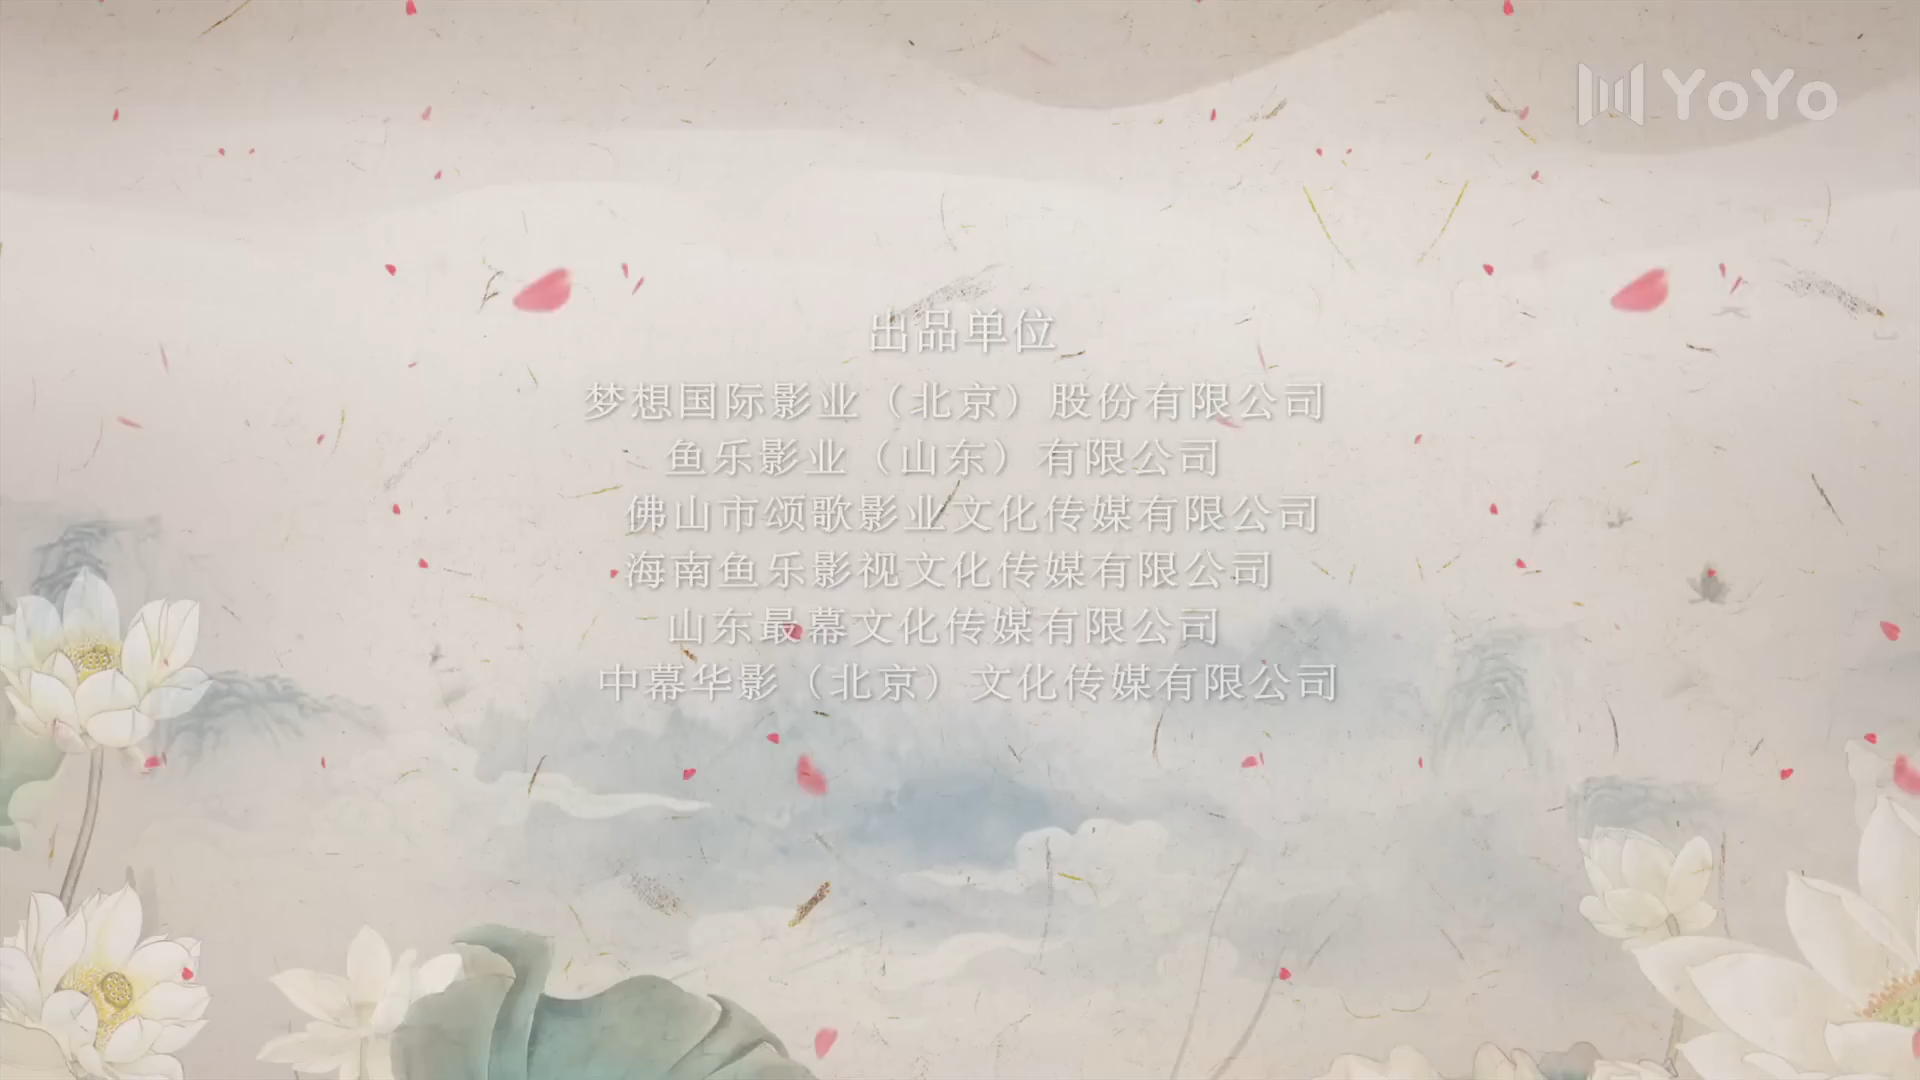 YoYo
出品单位
梦想国际影业（北京）股份有限公司
鱼乐影业（山东）有限公司
佛山市颂歌影业文化传媒有限公司
海南鱼乐影视文化传媒有限公司
山东最幕文化传媒有限公司
中幕华影（北京）文化传媒有限公司